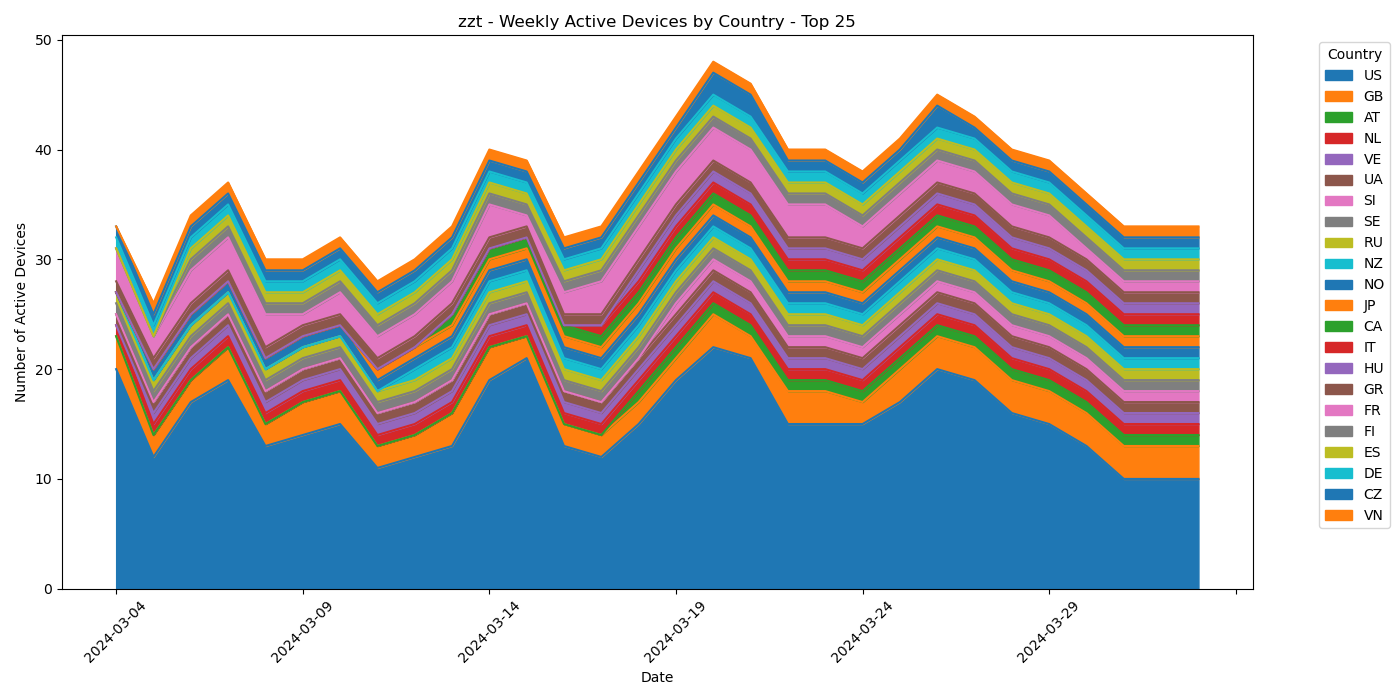 zzt - Weekly Active Devices by Country - Top 25
Number of Active Devices
50
40
30
20
10
0
2024-03-04
2024-03-09
2024-03-14
2024-03-19
2024-03-24
2024-03-29
Date
Country
US
GB
AT
NL
VE
UA
SI
SE
RU
NZ
NO
JP
CA
IT
HU
GR
FR
FI
ES
DE
CZ
VN